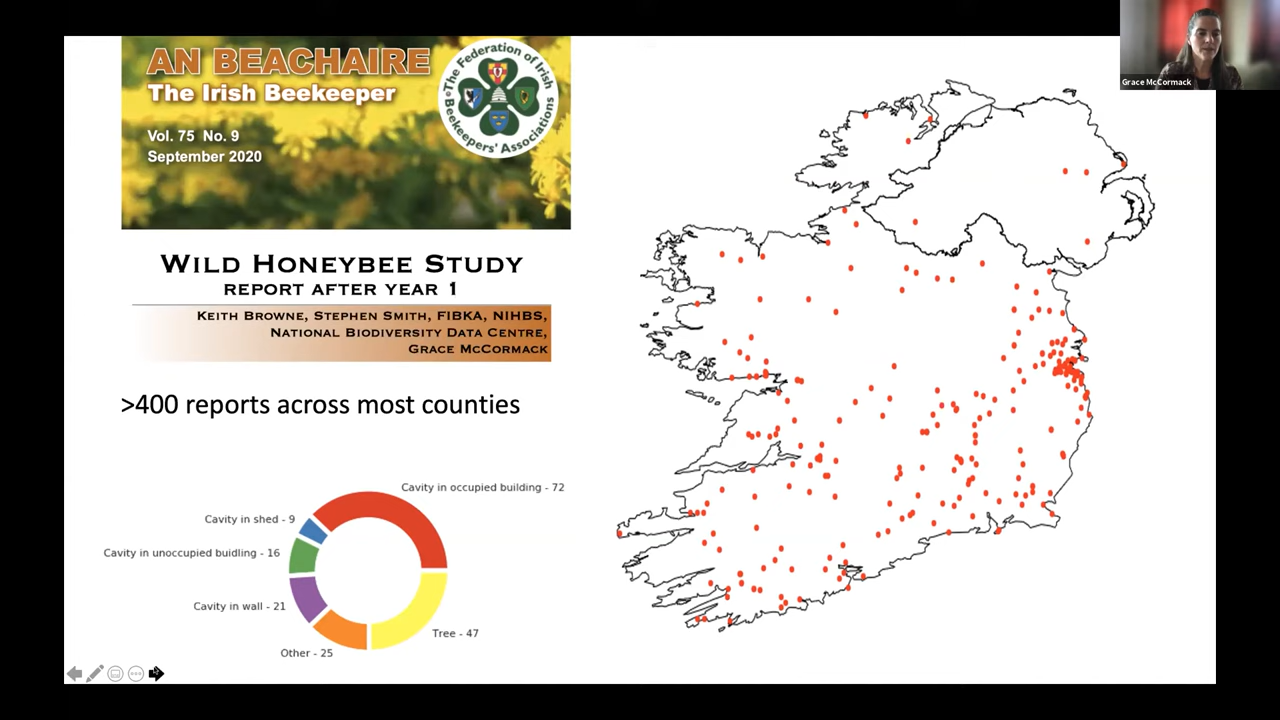 AN BEACHAIRE
The Irish Beekeeper
Vol. 75 No. 9
September 2020
The Federation of Irish
Beekeepers' Associations
Grace McCormack
WILD HONEYBEE STUDY
REPORT AFTER YEAR 1
KEITH BROWNE, STEPHEN SMITH, FIBKA, NIHBS,
NATIONAL BIODIVERSITY DATA CENTRE,
GRACE MCCORMACK
>400 reports across most counties
Cavity in occupied building - 72
Cavity in shed - 9
Cavity in unoccupied buidling - 16
Cavity in wall - 21
Tree - 47
Other - 25